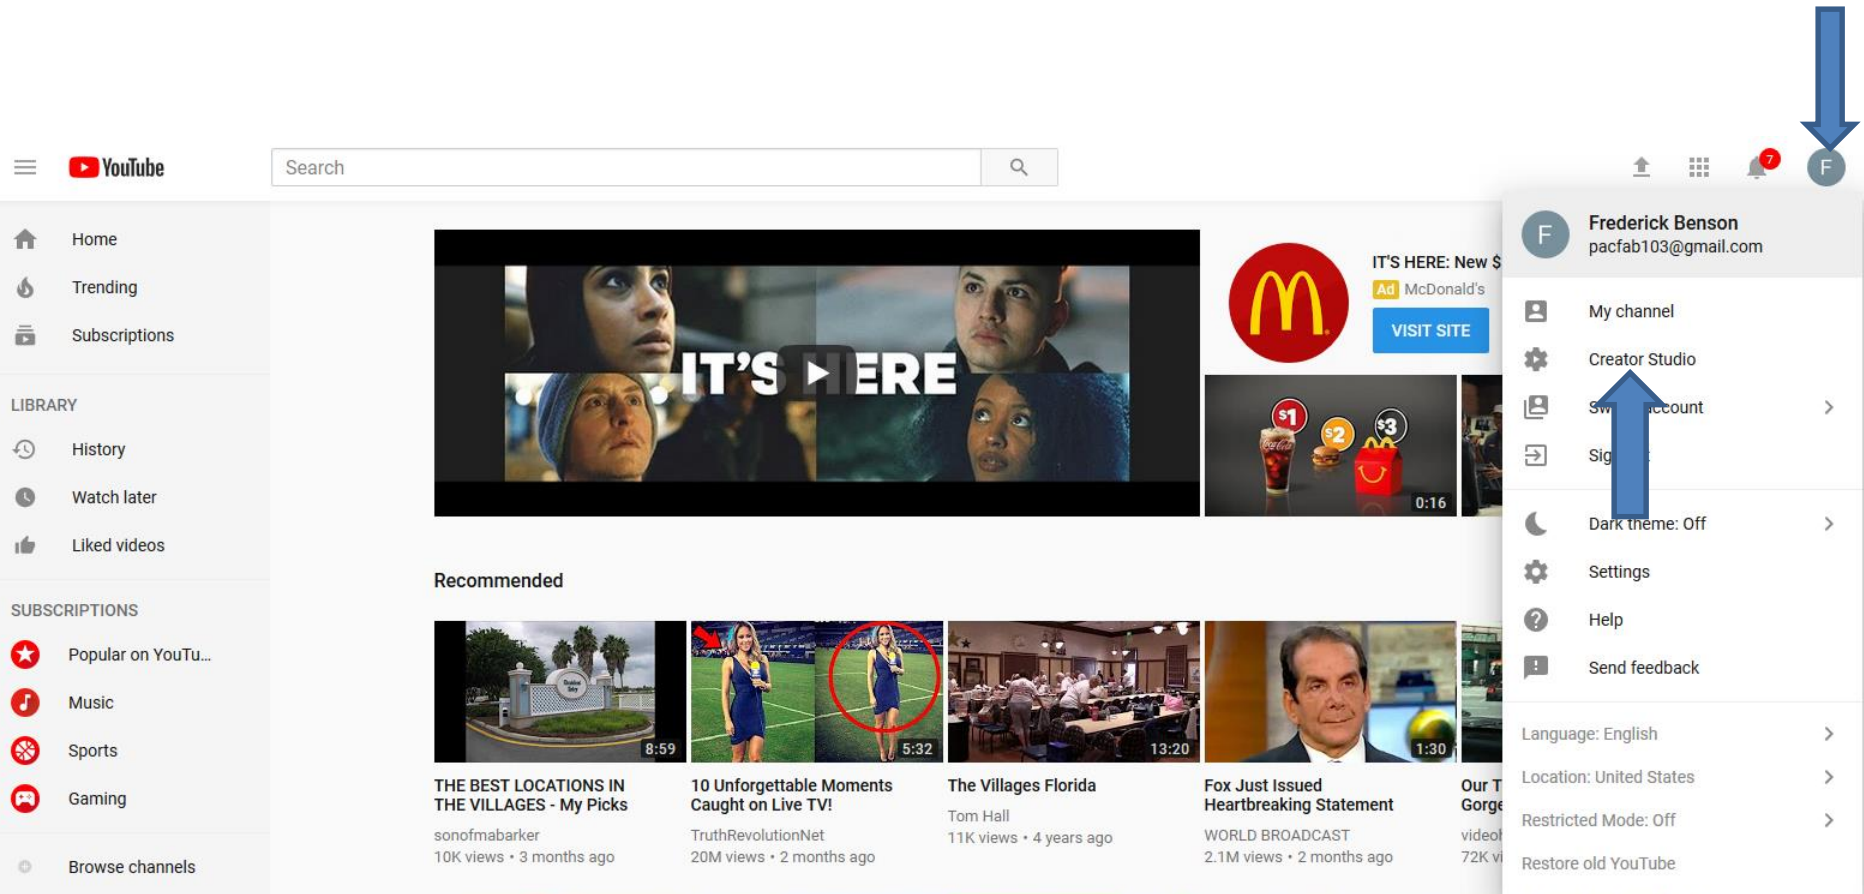 YouTube
Search
7
F
Home
Trending
Subscriptions
LIBRARY
History
Watch later
Liked videos
SUBSCRIPTIONS
Popular on YouTu...
Music
Sports
Gaming
Browse channels
IT'S HERE
IT'S HERE: New $
Ad McDonald's
VISIT SITE
$1
$2
$3
0:16
Recommended
8:59
THE BEST LOCATIONS IN
THE VILLAGES - My Picks
sonofmabarker
10K views • 3 months ago
5:32
10 Unforgettable Moments
Caught on Live TV!
TruthRevolutionNet
20M views • 2 months ago
13:20
The Villages Florida
Tom Hall
11K views • 4 years ago
1:30
Fox Just Issued
Heartbreaking Statement
WORLD BROADCAST
2.1M views • 2 months ago
Our T
Gorge
72K vi
F
Frederick Benson
pacfab103@gmail.com
My channel
Creator Studio
Dark theme: Off
Settings
Help
Send feedback
Language: English
Location: United States
Restricted Mode: Off
Restore old YouTube